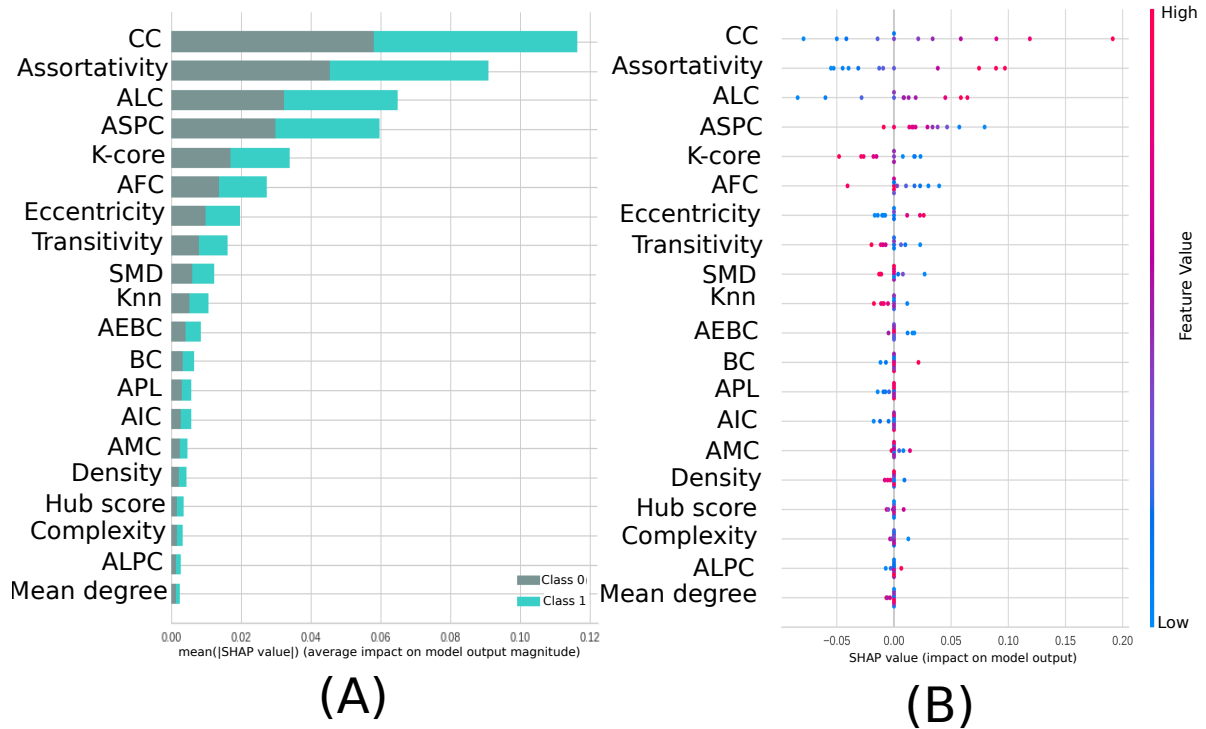 CC
Assortativity
ALC
ASPC
K-core
AFC
Eccentricity
Transitivity
SMD
Knn
AEBC
BC
APL
AIC
AMC
Density
Hub score
Complexity
ALPC
Mean degree
Class 0
Class 1
0.00 0.02 0.04 0.06 0.08 0.10 0.12
mean(|SHAP value|) (average impact on model output magnitude)
(A)
CC
Assortativity
ALC
ASPC
K-core
AFC
Eccentricity
Transitivity
SMD
Knn
AEBC
BC
APL
AIC
AMC
Density
Hub score
Complexity
ALPC
Mean degree
−0.05 0.00 0.05 0.10 0.15 0.20
SHAP value (impact on model output)
(B)
High
Feature Value
Low